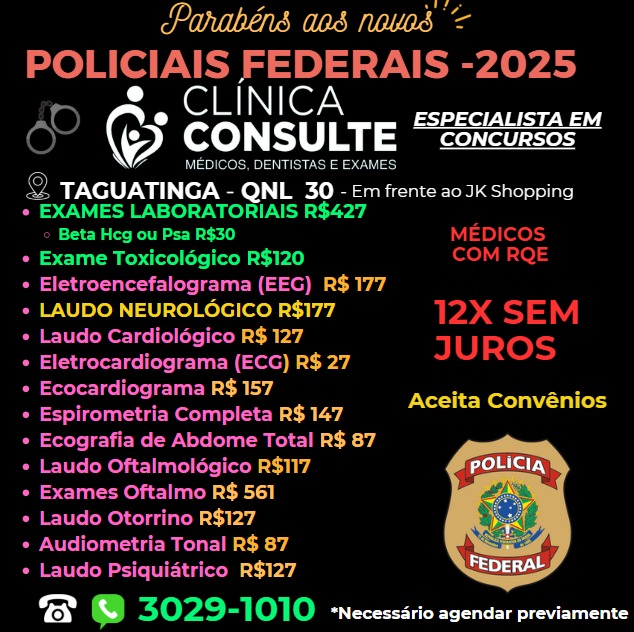 Parabéns aos novos
POLICIAIS FEDERAIS -2025
CLÍNICA
CONSULTE
MÉDICOS, DENTISTAS E EXAMES
ESPECIALISTA EM
CONCURSOS
TAGUATINGA - QNL 30 - Em frente ao JK Shopping
• EXAMES LABORATORIAIS R$427
○ Beta Hcg ou Psa R$30
• Exame Toxicológico R$120
• Eletroencefalograma (EEG) R$ 177
• LAUDO NEUROLÓGICO R$177
• Laudo Cardiológico R$ 127
• Eletrocardiograma (ECG) R$ 27
• Ecocardiograma R$ 157
• Espirometria Completa R$ 147
• Ecografia de Abdome Total R$ 87
• Laudo Oftalmológico R$117
• Exames Oftalmo R$ 561
• Laudo Otorrino R$127
• Audiometria Tonal R$ 87
• Laudo Psiquiátrico R$127
MÉDICOS
COM RQE
12X SEM
JUROS
Aceita Convênios
POLÍCIA
FEDERAL
3029-1010 *Necessário agendar previamente